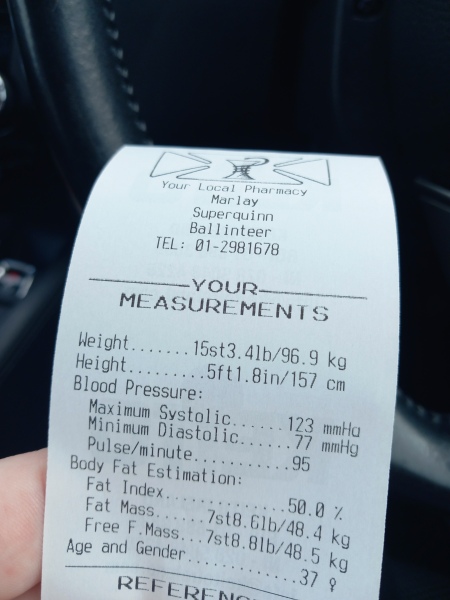 Your Local Pharmacy
Marlay
Superquinn
Ballinteer
TEL: 01-2981678
YOUR
MEASUREMENTS
Weight.......15st3.4lb/96.9 kg
Height.........5ft1.8in/157 cm
Blood Pressure:
Maximum Systolic......123 mmHg
Minimum Diastolic......77 mmHg
Pulse/minute...........95
Body Fat Estimation:
Fat Index..............50.0 %
Fat Mass......7st8.6lb/48.4 kg
Free F.Mass...7st8.8lb/48.5 kg
Age and Gender.............37 ♀
REFEREN